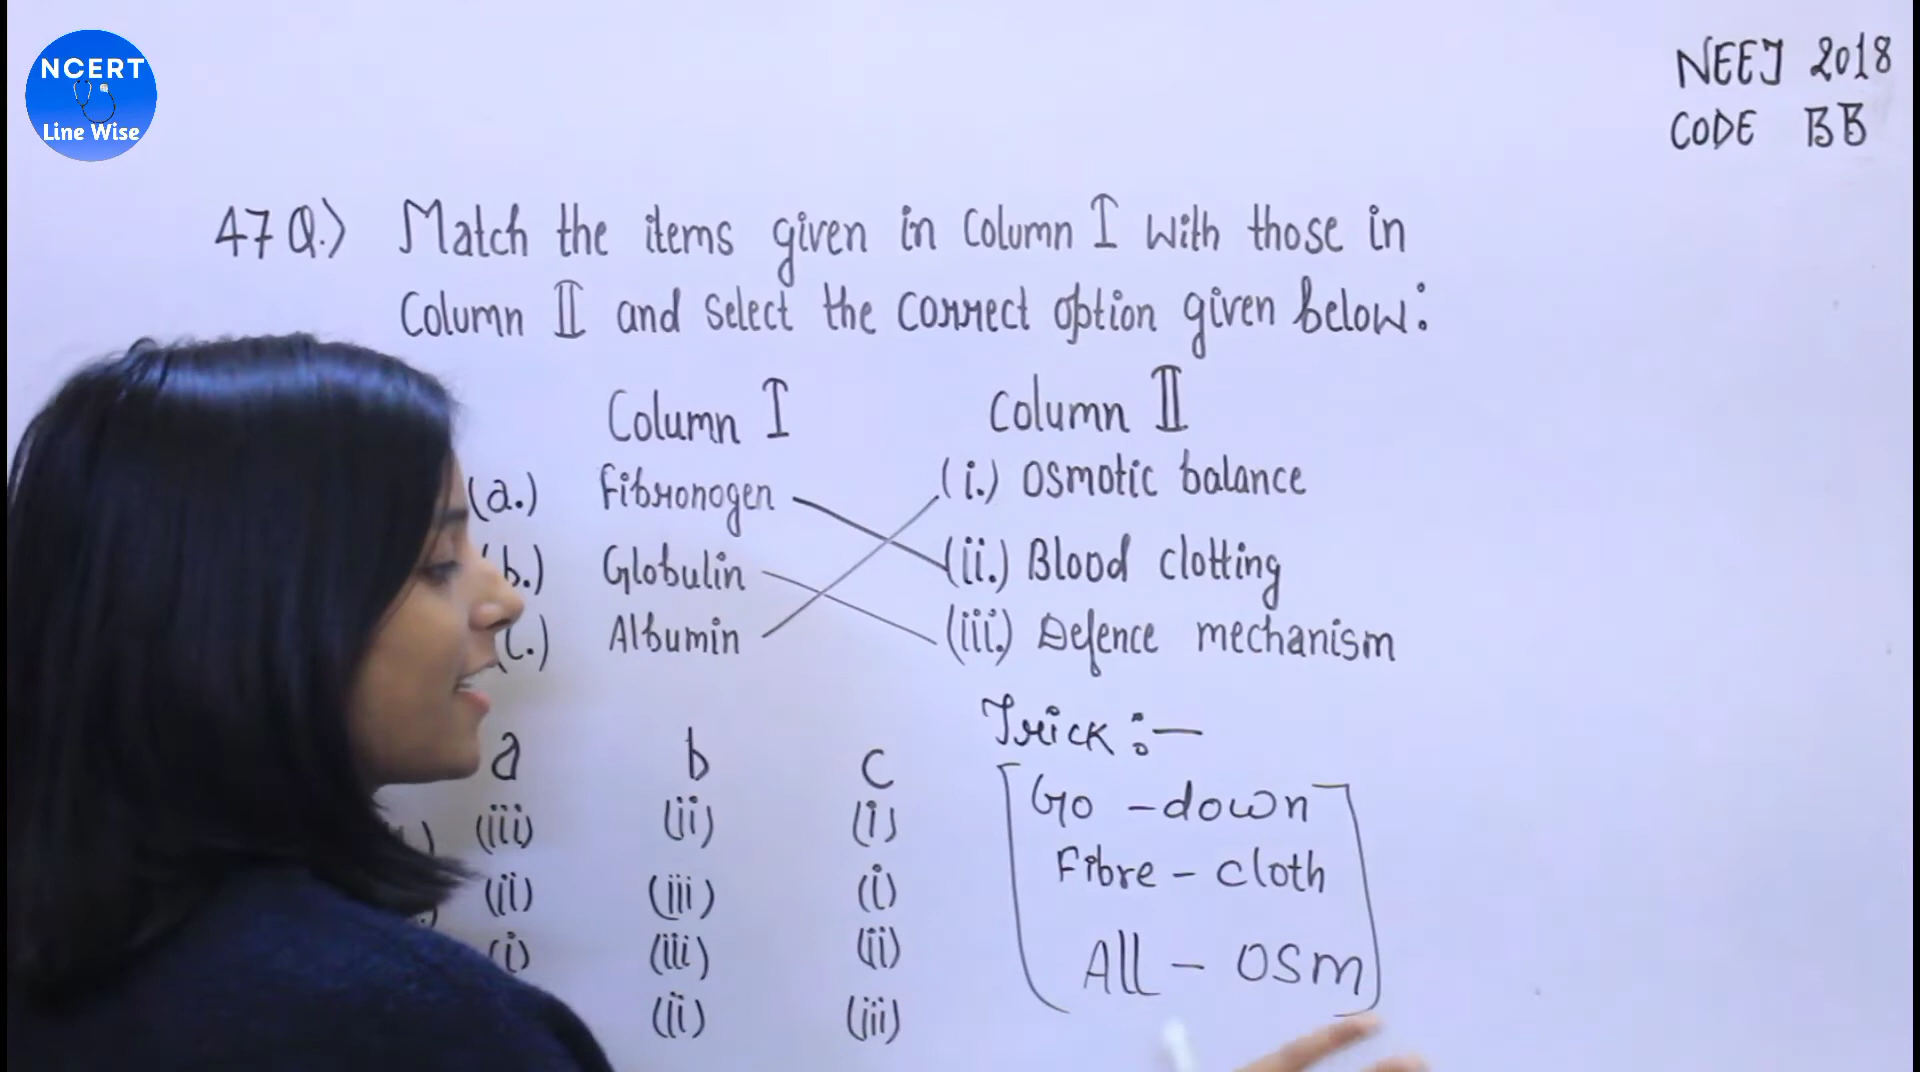 NCERT
Line Wise
NEET 2018
CODE BB
47 Q.) Match the items given in Column I with those in
Column II and select the correct option given below:
Column I Column II
(a.) Fibronogen (i.) Osmotic balance
(b.) Globulin (ii.) Blood clotting
(c.) Albumin (iii.) Defence mechanism
Trick :-
a b c
(iii) (ii) (i)
(ii) (iii) (i)
(i) (iii) (ii)
(ii) (iii)
Go - down
Fibre - cloth
All - OSM